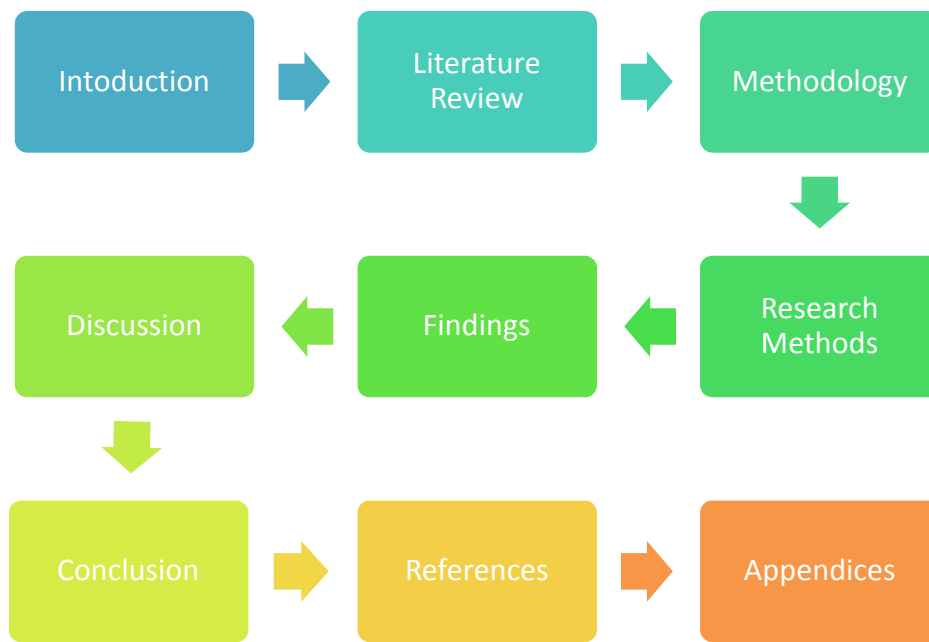 Intoduction
Literature
Review
Methodology
Research
Methods
Findings
Discussion
Conclusion
References
Appendices